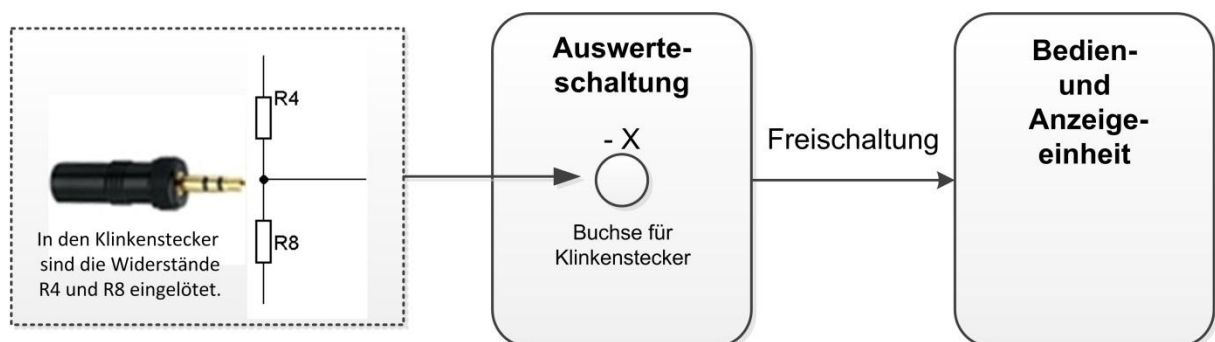 R4
R8
In den Klinkenstecker
sind die Widerstände
R4 und R8 eingelötet.
Auswerte-
schaltung
- X
Buchse für
Klinkenstecker
Freischaltung
Bedien-
und
Anzeige-
einheit